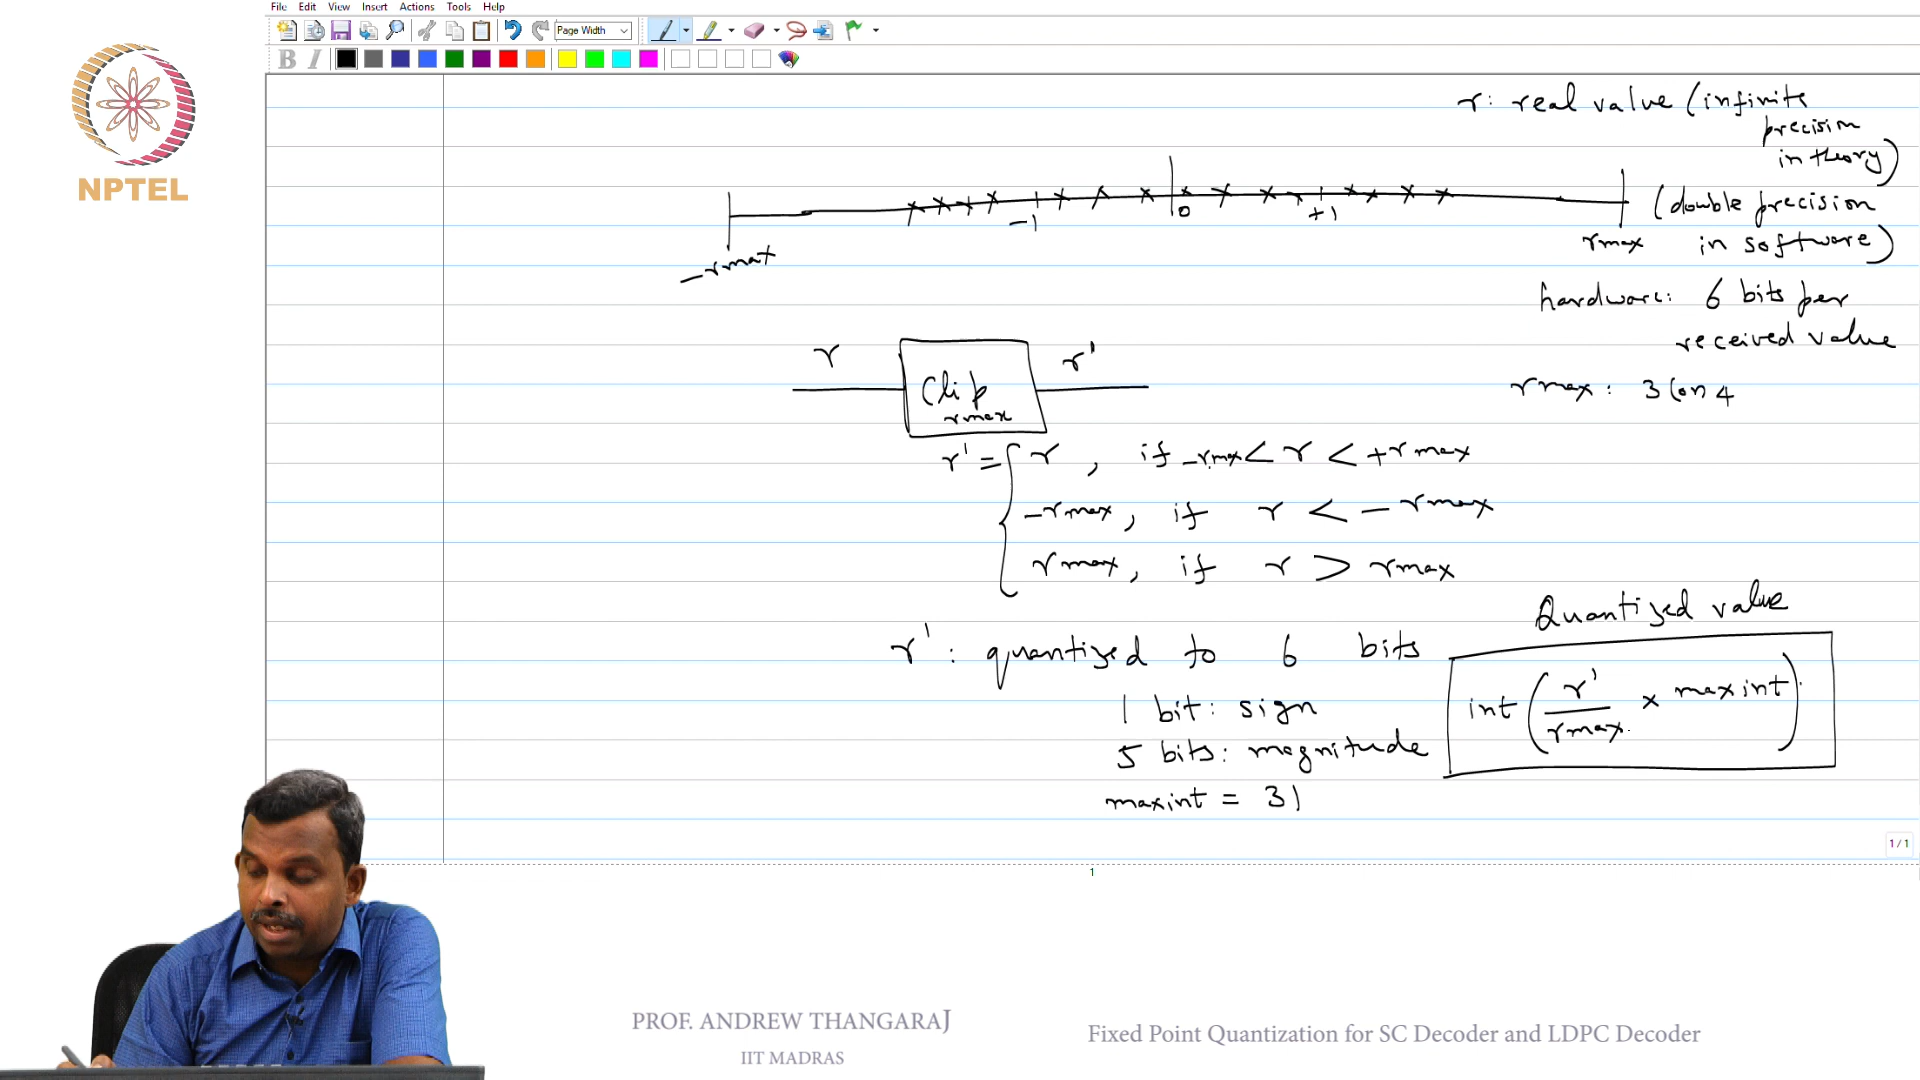 File Edit View Insert Actions Tools Help
Page Width
B I
NPTEL
r: real value (infinite
precision
in theory)
-1 0 +1
-rmax
rmax
(double precision
in software)
hardware: 6 bits per
received value
rmax: 3 (or) 4
r Clip r'
rmax
r' = { r , if -rmax < r < +rmax
-rmax, if r < - rmax
rmax, if r > rmax
r' : quantized to 6 bits
1 bit: sign
5 bits: magnitude
maxint = 31
Quantized value
int ( r' / rmax × maxint )
1 / 1
1
PROF. ANDREW THANGARAJ
IIT MADRAS
Fixed Point Quantization for SC Decoder and LDPC Decoder